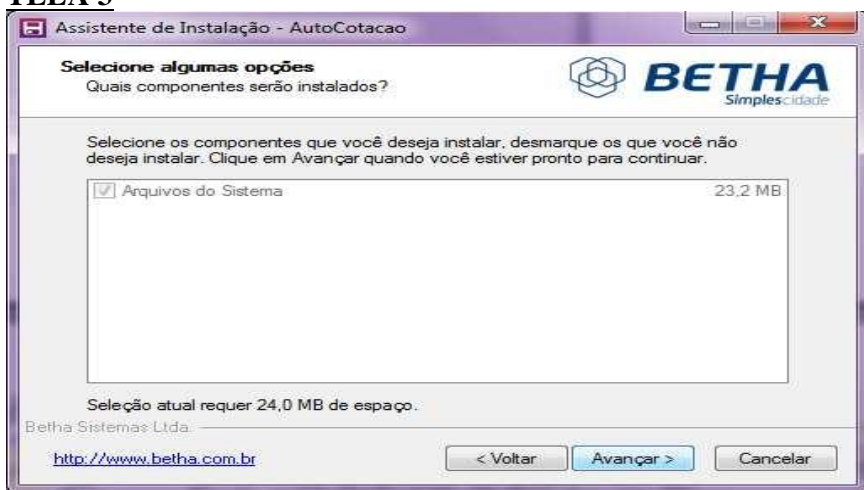 Assistente de Instalação - AutoCotacao
Selecione algumas opções
Quais componentes serão instalados?
BETHA
Simplescidade
Selecione os componentes que você deseja instalar, desmarque os que você não
deseja instalar. Clique em Avançar quando você estiver pronto para continuar.
Arquivos do Sistema 23,2 MB
Seleção atual requer 24,0 MB de espaço.
Betha Sistemas Ltda.
http://www.betha.com.br < Voltar Avançar > Cancelar